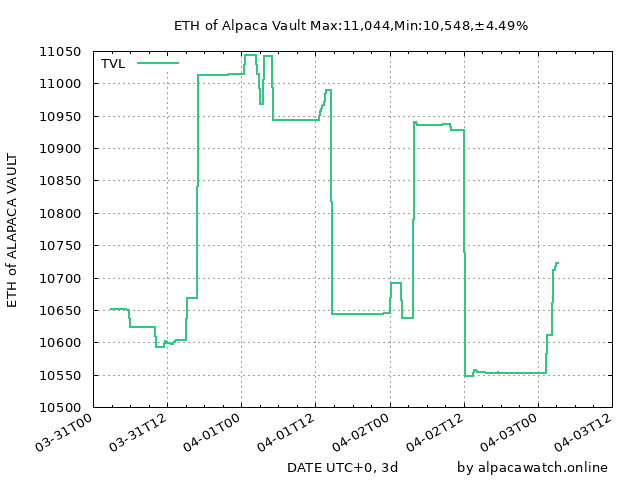 ETH of Alpaca Vault Max:11,044,Min:10,548,±4.49%
TVL
ETH of ALAPACA VAULT
11050
11000
10950
10900
10850
10800
10750
10700
10650
10600
10550
10500
03-31T00
03-31T12
04-01T00
04-01T12
04-02T00
04-02T12
04-03T00
04-03T12
DATE UTC+0, 3d
by alpacawatch.online